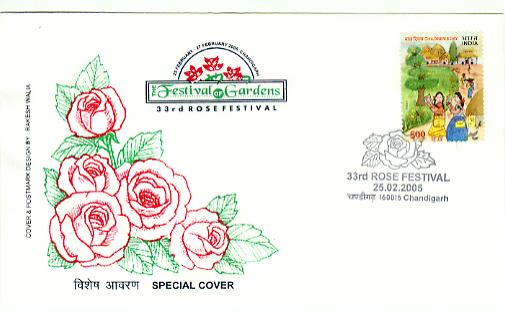 25 FEBRUARY - 27 FEBRUARY 2005, CHANDIGARH
THE Festival OF Gardens
33rd ROSE FESTIVAL
COVER & POSTMARK DESIGN BY : RAKESH WALIA
बाल दिवस CHILDREN'S DAY
भारत
INDIA
500
33rd ROSE FESTIVAL
25.02.2005
चण्डीगढ़ 160015 Chandigarh
विशेष आवरण SPECIAL COVER